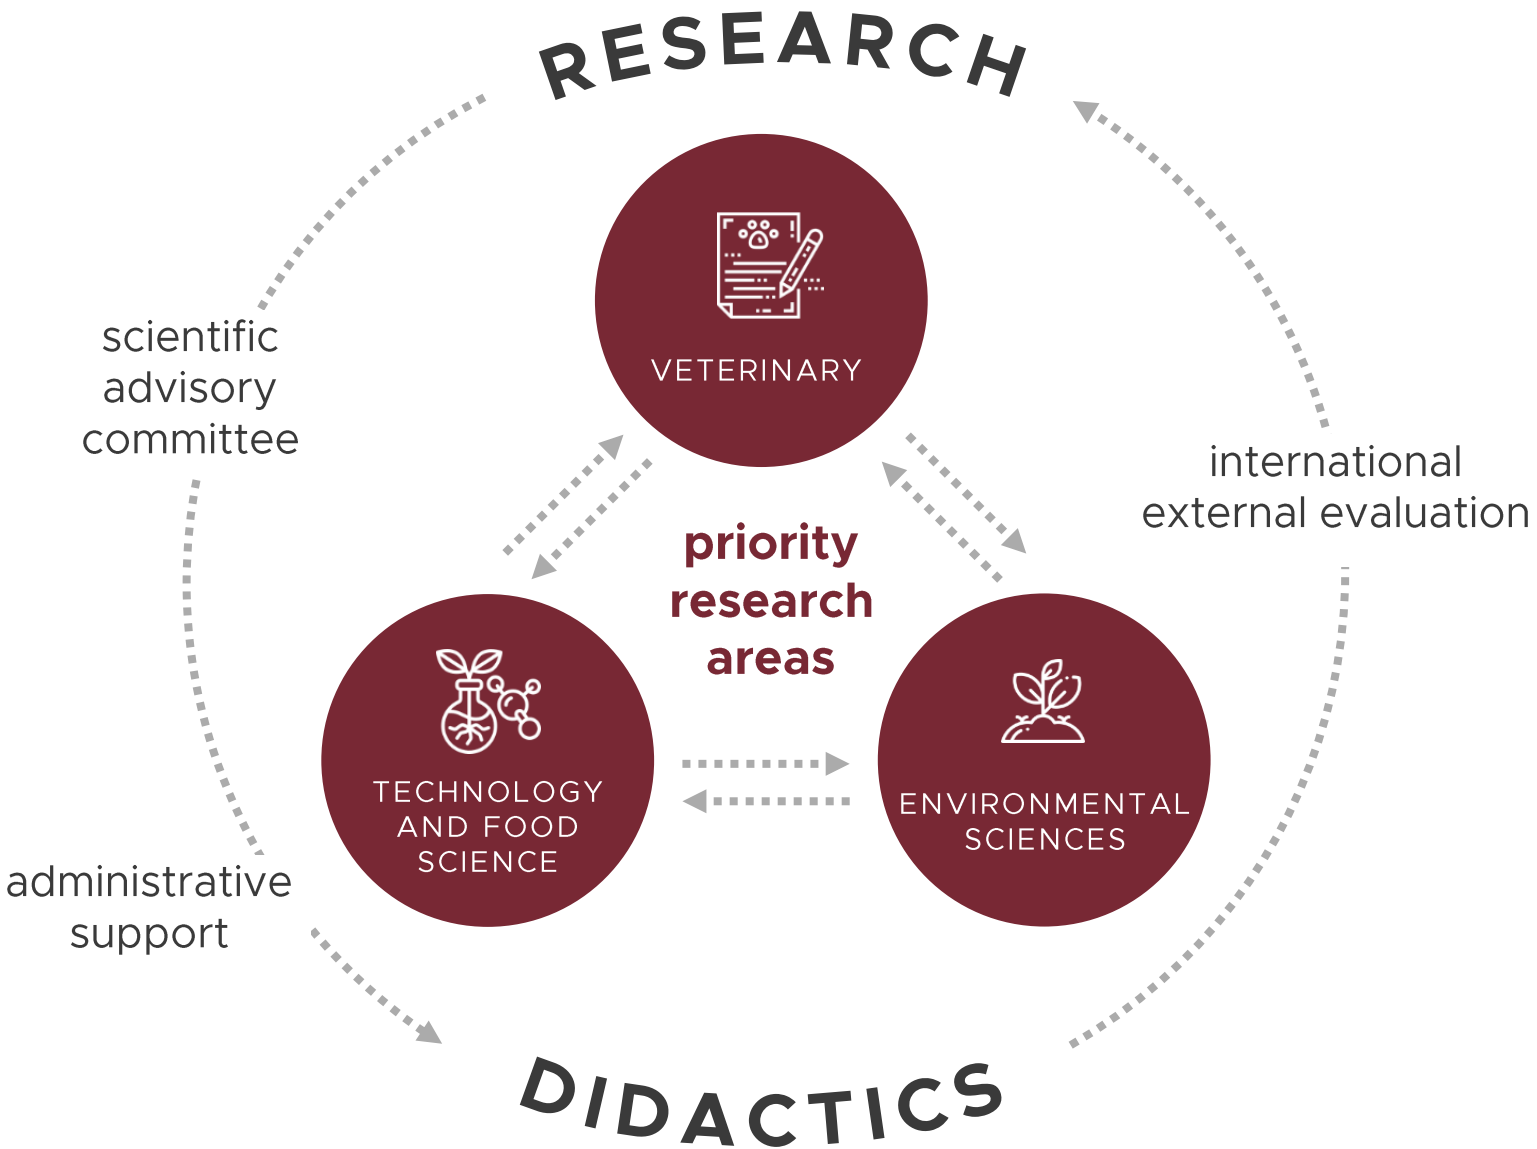 RESEARCH
VETERINARY
scientific
advisory
committee
international
external evaluation
priority
research
areas
TECHNOLOGY
AND FOOD
SCIENCE
ENVIRONMENTAL
SCIENCES
administrative
support
DIDACTICS